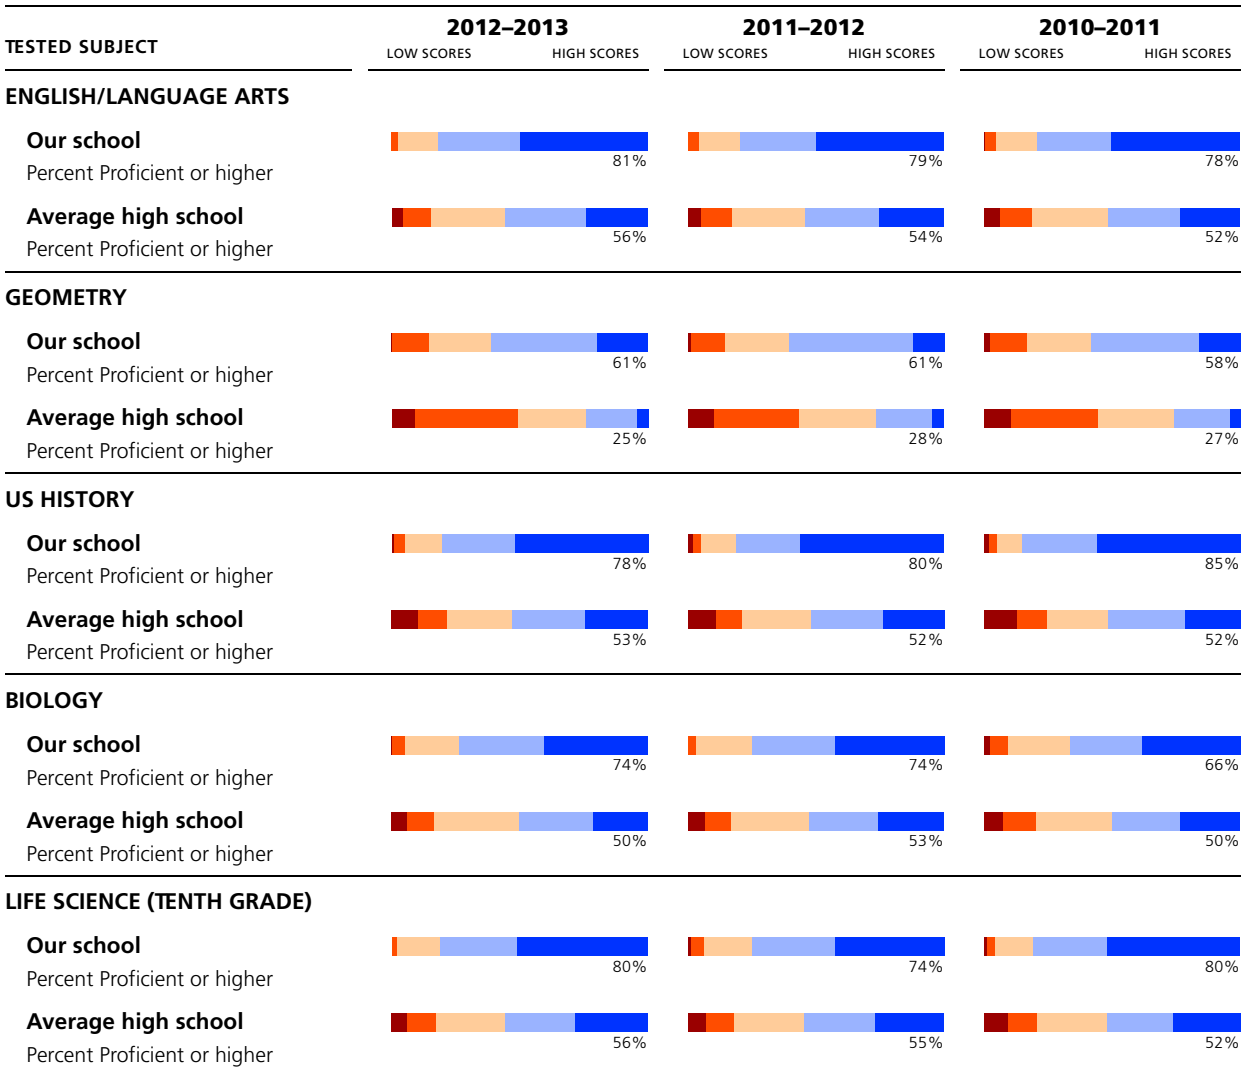 2012–2013 2011–2012 2010–2011
TESTED SUBJECT LOW SCORES HIGH SCORES LOW SCORES HIGH SCORES LOW SCORES HIGH SCORES
ENGLISH/LANGUAGE ARTS
Our school
81% 79% 78%
Percent Proficient or higher
Average high school
56% 54% 52%
Percent Proficient or higher
GEOMETRY
Our school
61% 61% 58%
Percent Proficient or higher
Average high school
25% 28% 27%
Percent Proficient or higher
US HISTORY
Our school
78% 80% 85%
Percent Proficient or higher
Average high school
53% 52% 52%
Percent Proficient or higher
BIOLOGY
Our school
74% 74% 66%
Percent Proficient or higher
Average high school
50% 53% 50%
Percent Proficient or higher
LIFE SCIENCE (TENTH GRADE)
Our school
80% 74% 80%
Percent Proficient or higher
Average high school
56% 55% 52%
Percent Proficient or higher